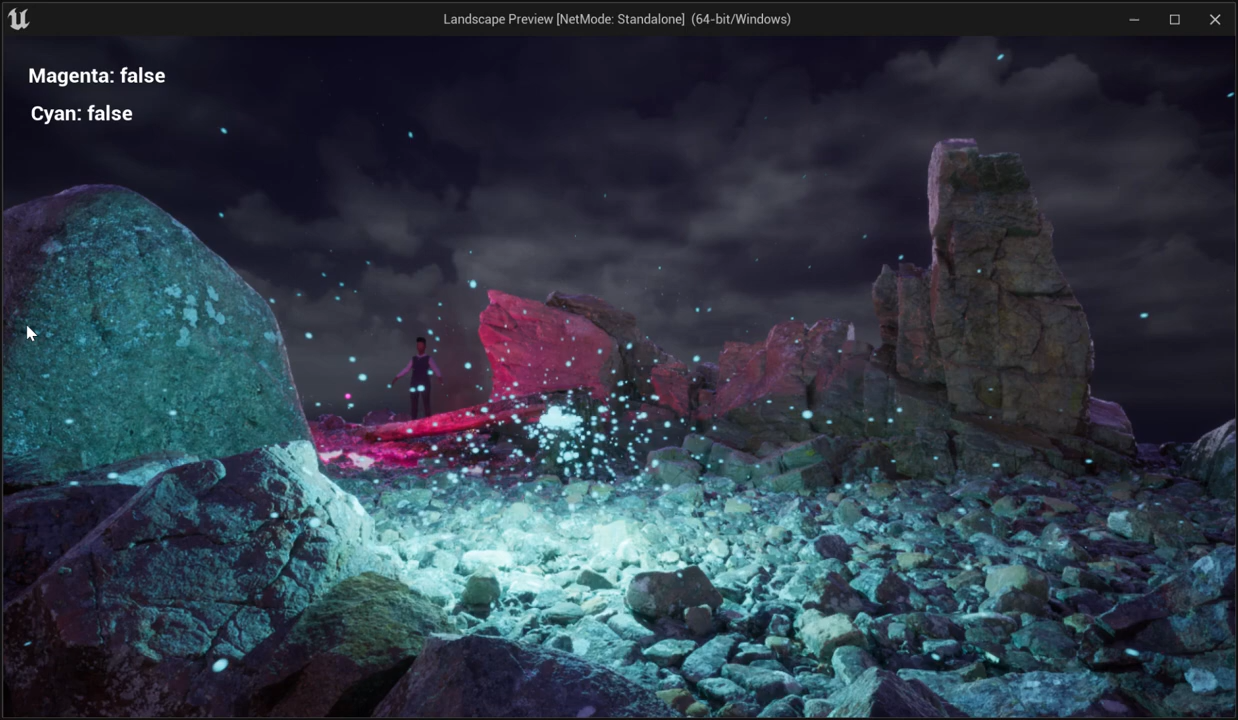 Landscape Preview [NetMode: Standalone] (64-bit/Windows)
Magenta: false
Cyan: false